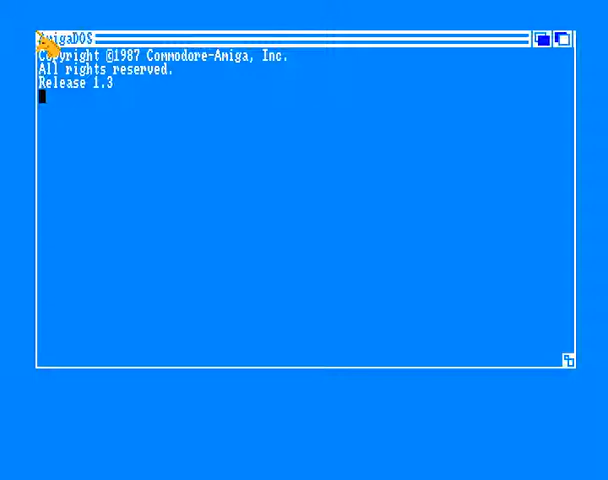 AmigaDOS
Copyright ©1987 Commodore-Amiga, Inc.
All rights reserved.
Release 1.3